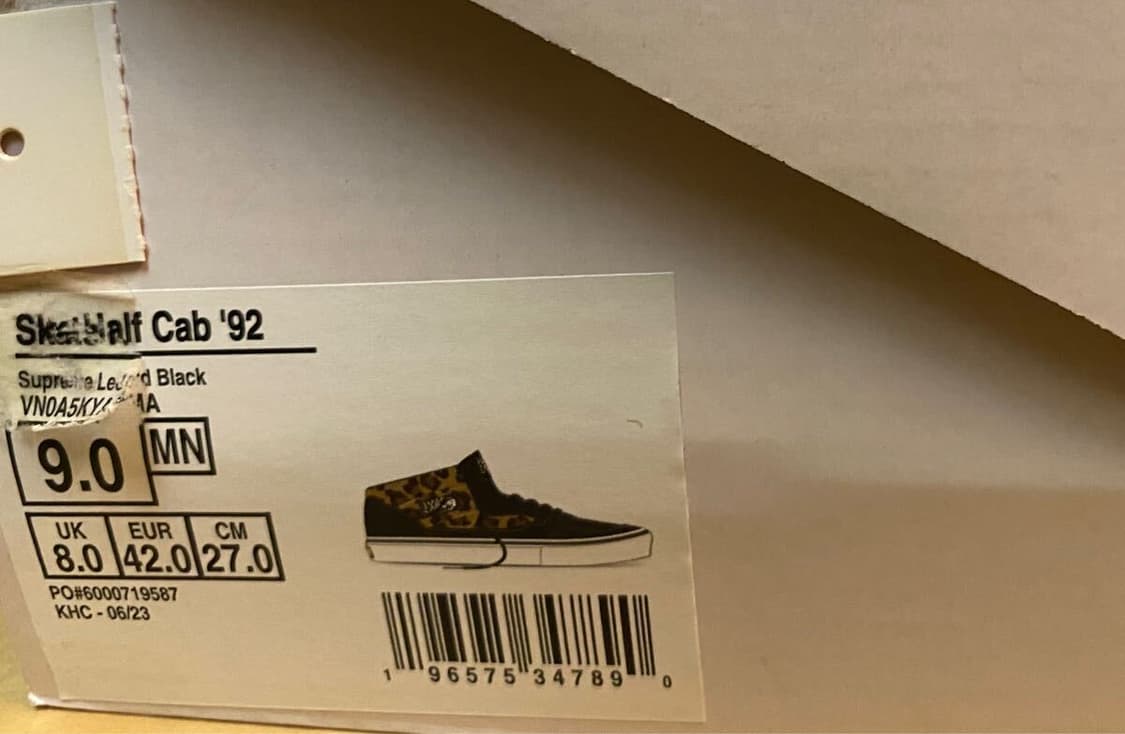 Half Cab '92
Black
9.0
MN
UK EUR CM
8.0 42.0 27.0
PO#6000719587
KHC - 06/23
1 96575 34789 0